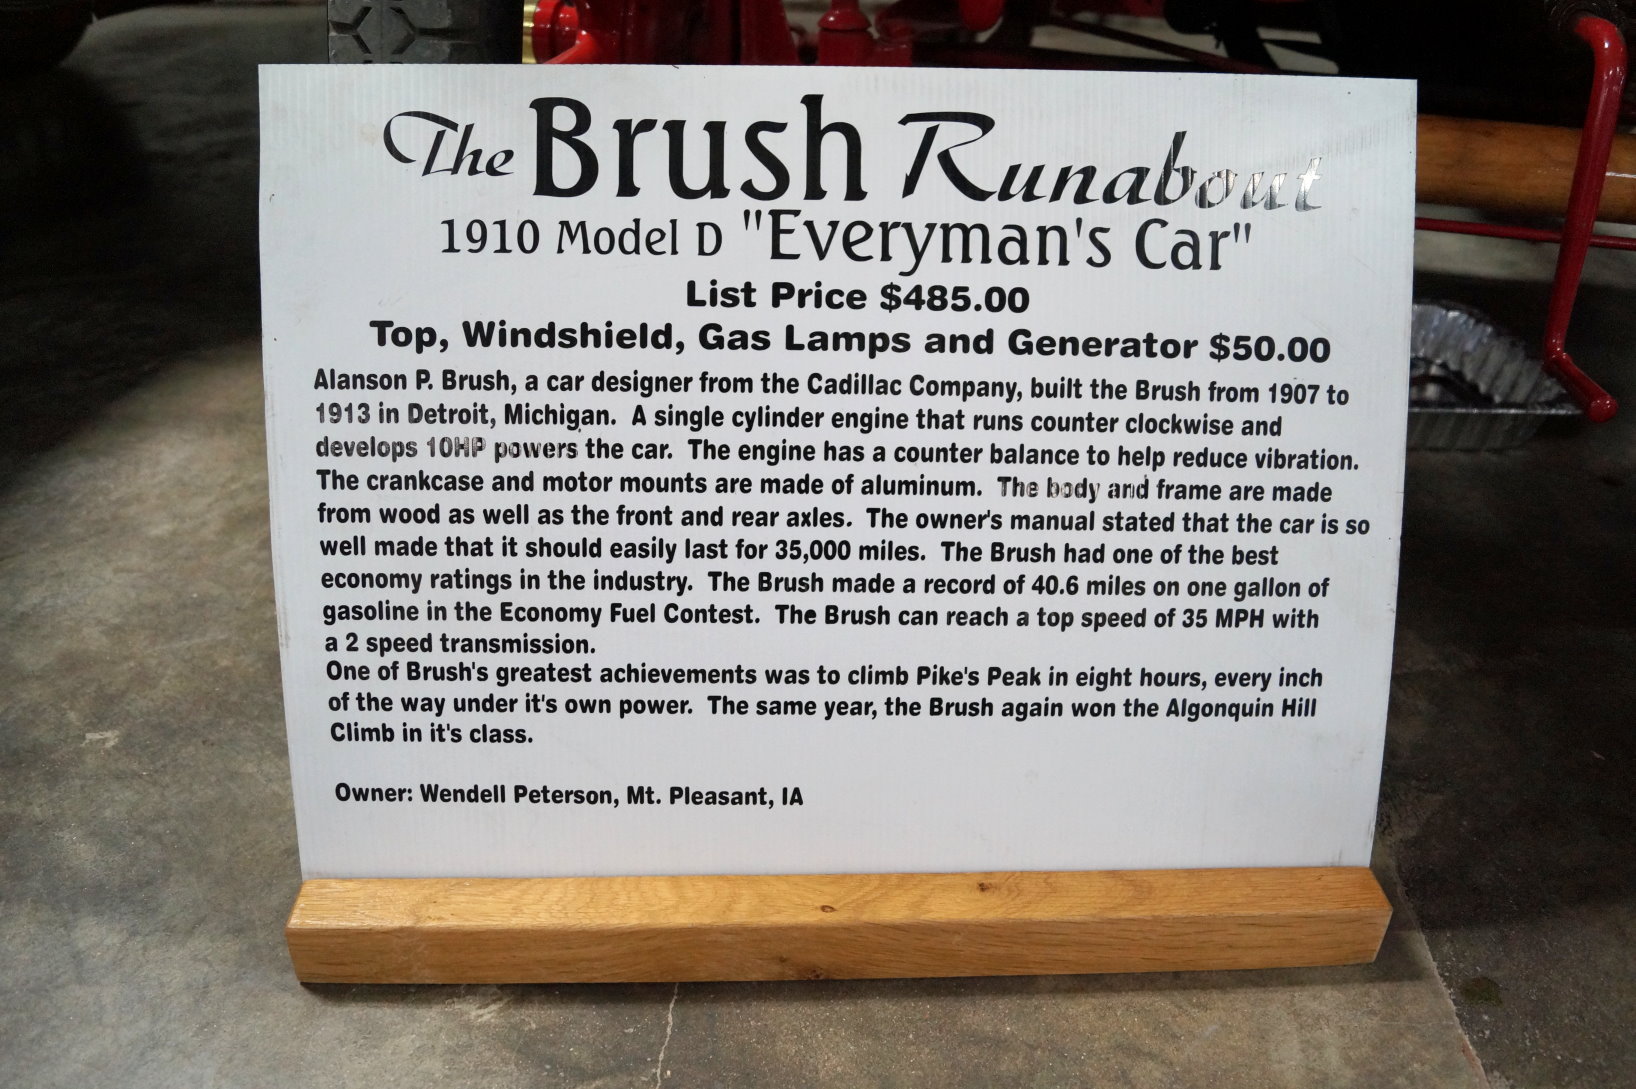 The Brush Runabout
1910 Model D "Everyman's Car"
List Price $485.00
Top, Windshield, Gas Lamps and Generator $50.00
Alanson P. Brush, a car designer from the Cadillac Company, built the Brush from 1907 to
1913 in Detroit, Michigan. A single cylinder engine that runs counter clockwise and
develops 10HP powers the car. The engine has a counter balance to help reduce vibration.
The crankcase and motor mounts are made of aluminum. The body and frame are made
from wood as well as the front and rear axles. The owner's manual stated that the car is so
well made that it should easily last for 35,000 miles. The Brush had one of the best
economy ratings in the industry. The Brush made a record of 40.6 miles on one gallon of
gasoline in the Economy Fuel Contest. The Brush can reach a top speed of 35 MPH with
a 2 speed transmission.
One of Brush's greatest achievements was to climb Pike's Peak in eight hours, every inch
of the way under it's own power. The same year, the Brush again won the Algonquin Hill
Climb in it's class.
Owner: Wendell Peterson, Mt. Pleasant, IA